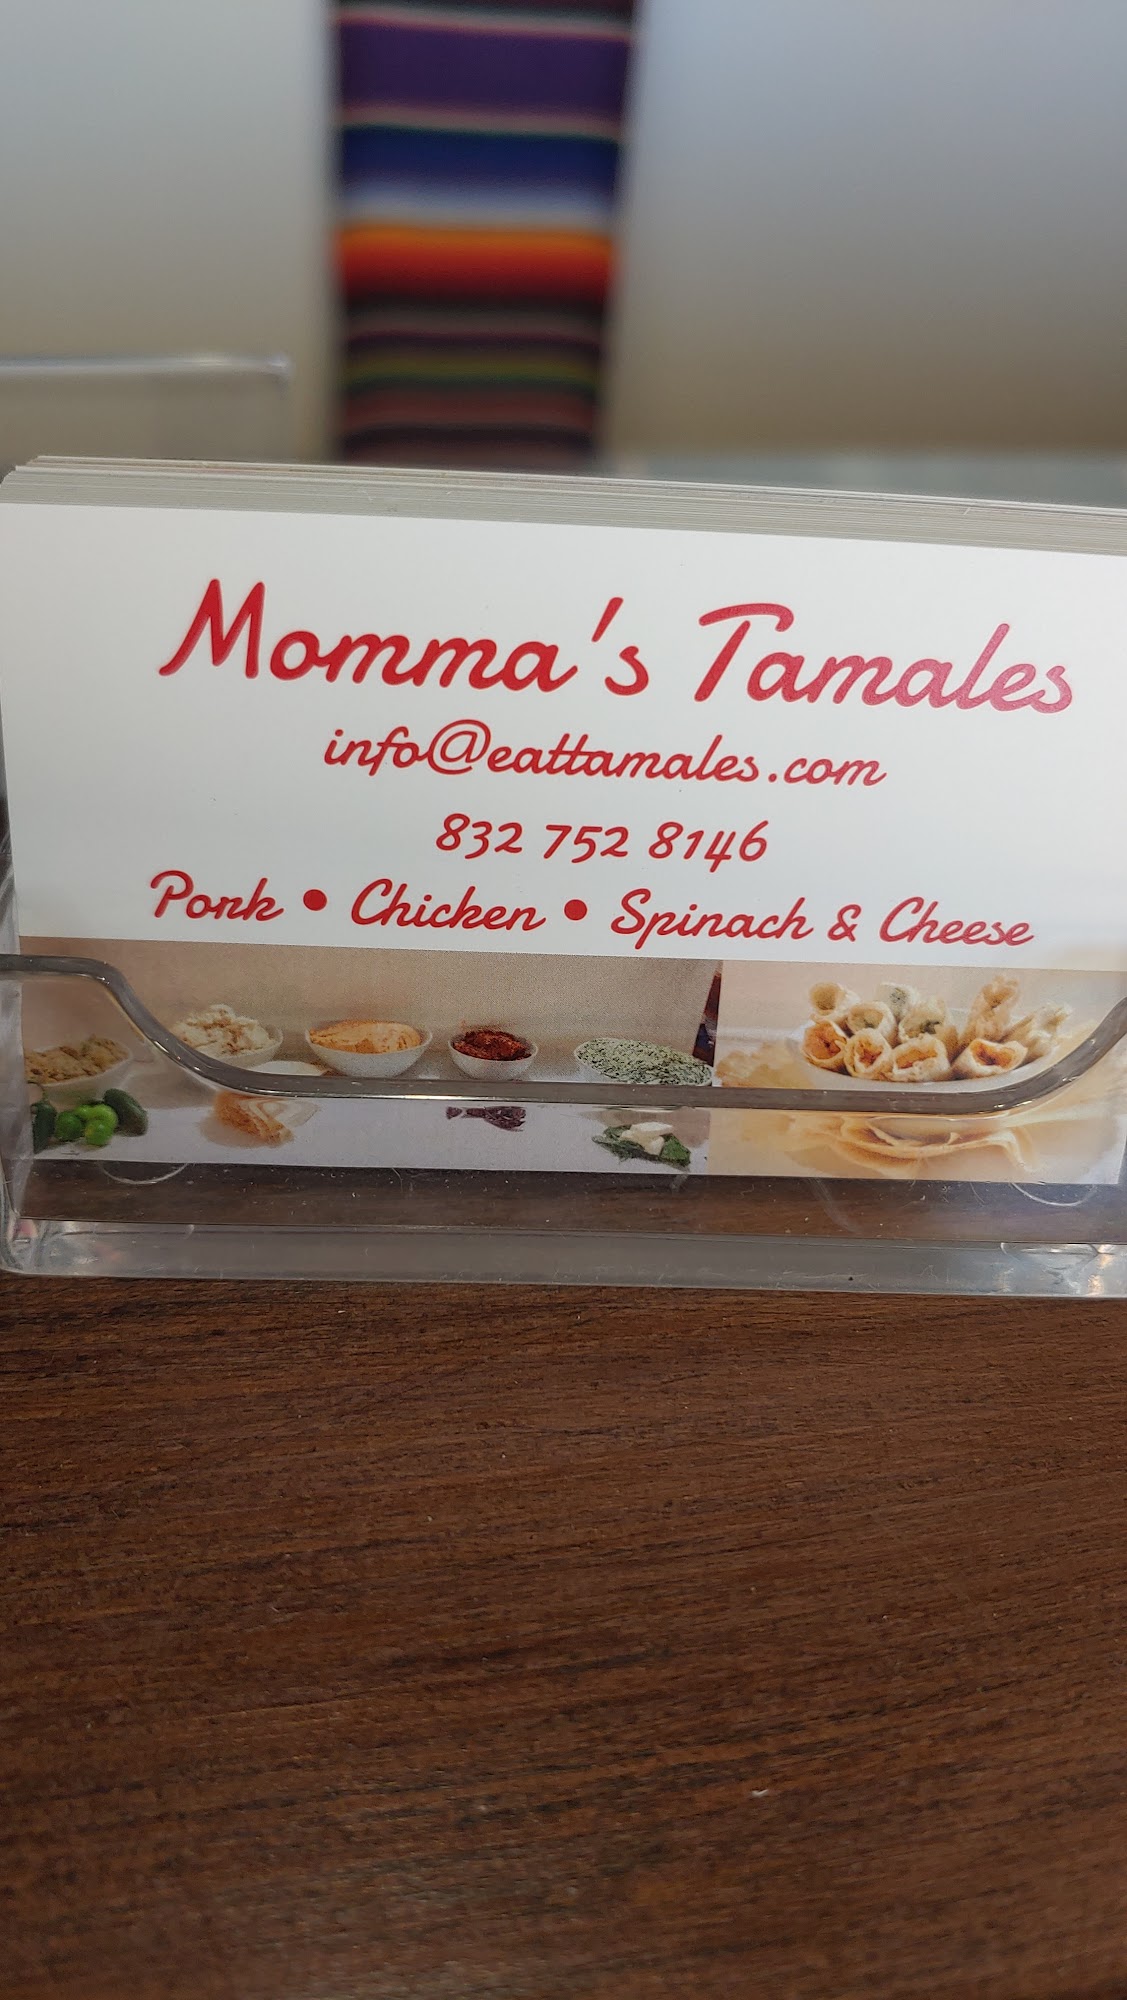 Momma's Tamales
info@eattamales.com
832 752 8146
Pork • Chicken • Spinach & Cheese